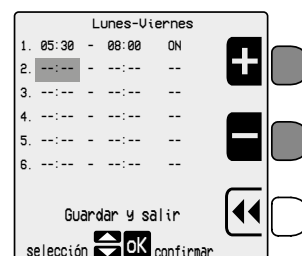 Lunes-Viernes
1. 05:30 - 08:00 ON
2. --:-- - --:-- --
3. --:-- - --:-- --
4. --:-- - --:-- --
5. --:-- - --:-- --
6. --:-- - --:-- --
Guardar y salir
selección OK confirmar